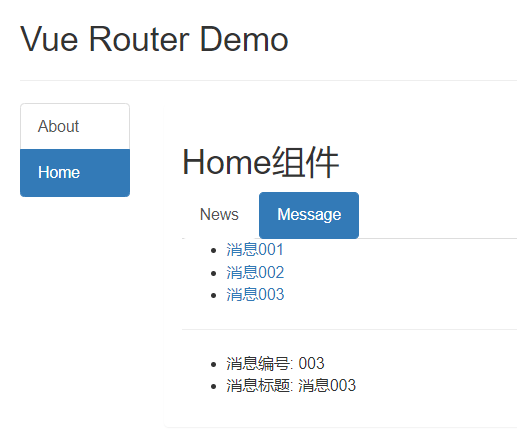 Vue Router Demo
About
Home
Home组件
News
Message
消息001
消息002
消息003
消息编号: 003
消息标题: 消息003